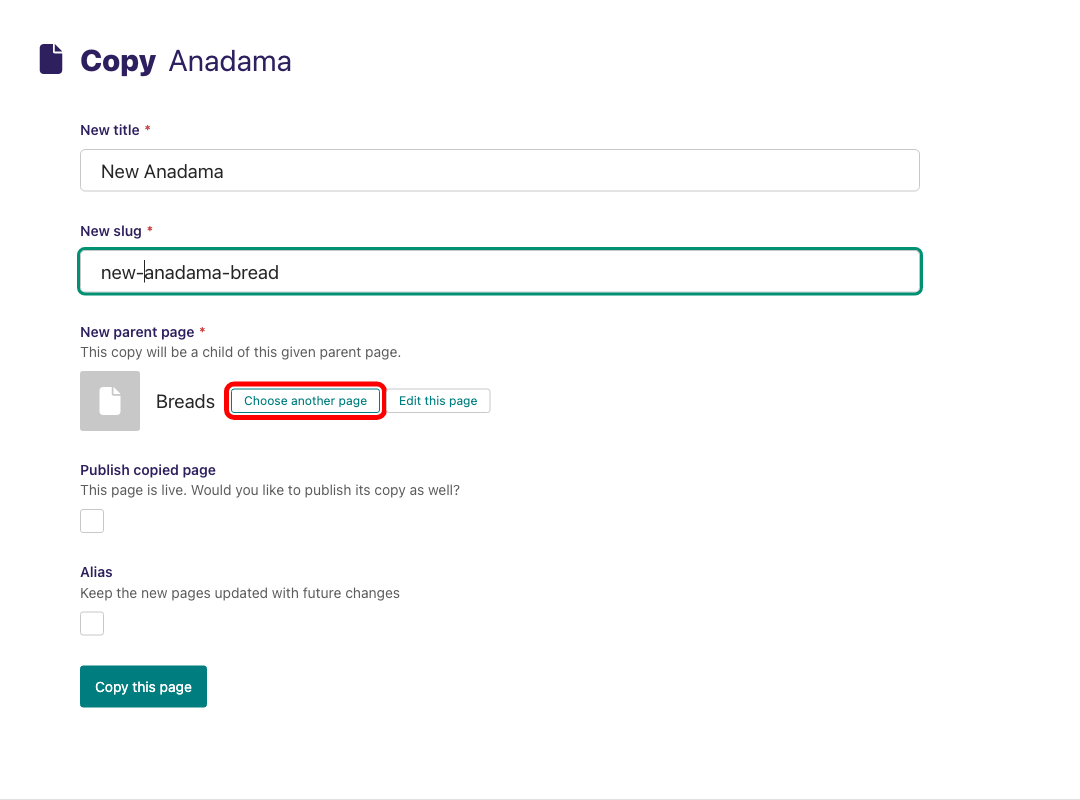 Copy Anadama
New title *
New Anadama
New slug *
new-anadama-bread
New parent page *
This copy will be a child of this given parent page.
Breads Choose another page Edit this page
Publish copied page
This page is live. Would you like to publish its copy as well?
Alias
Keep the new pages updated with future changes
Copy this page